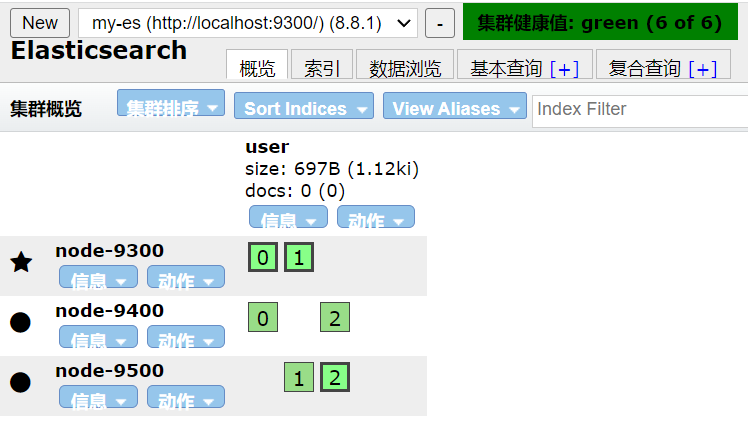 New my-es (http://localhost:9300/) (8.8.1) - 集群健康值: green (6 of 6)
Elasticsearch
概览 索引 数据浏览 基本查询 [+] 复合查询 [+]
集群概览 集群排序 Sort Indices View Aliases Index Filter
user
size: 697B (1.12ki)
docs: 0 (0)
信息 动作
node-9300 0 1
信息 动作
node-9400 0 2
信息 动作
node-9500 1 2
信息 动作